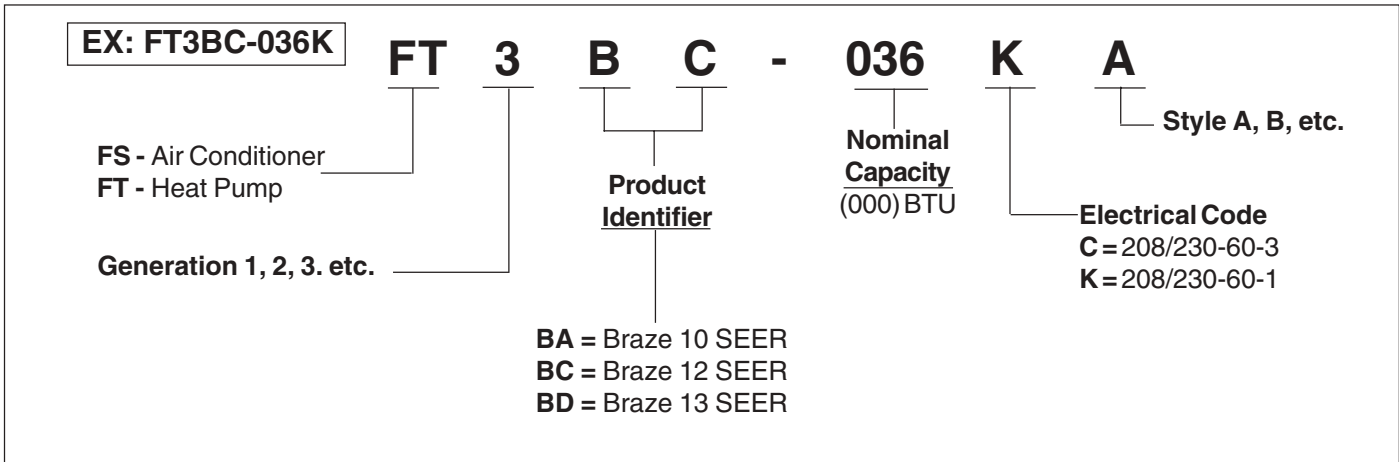 EX: FT3BC-036K
FT 3 B C - 036 K A
Style A, B, etc.
FS - Air Conditioner
FT - Heat Pump
Generation 1, 2, 3. etc.
Product
Identifier
BA = Braze 10 SEER
BC = Braze 12 SEER
BD = Braze 13 SEER
Nominal
Capacity
(000) BTU
Electrical Code
C = 208/230-60-3
K = 208/230-60-1